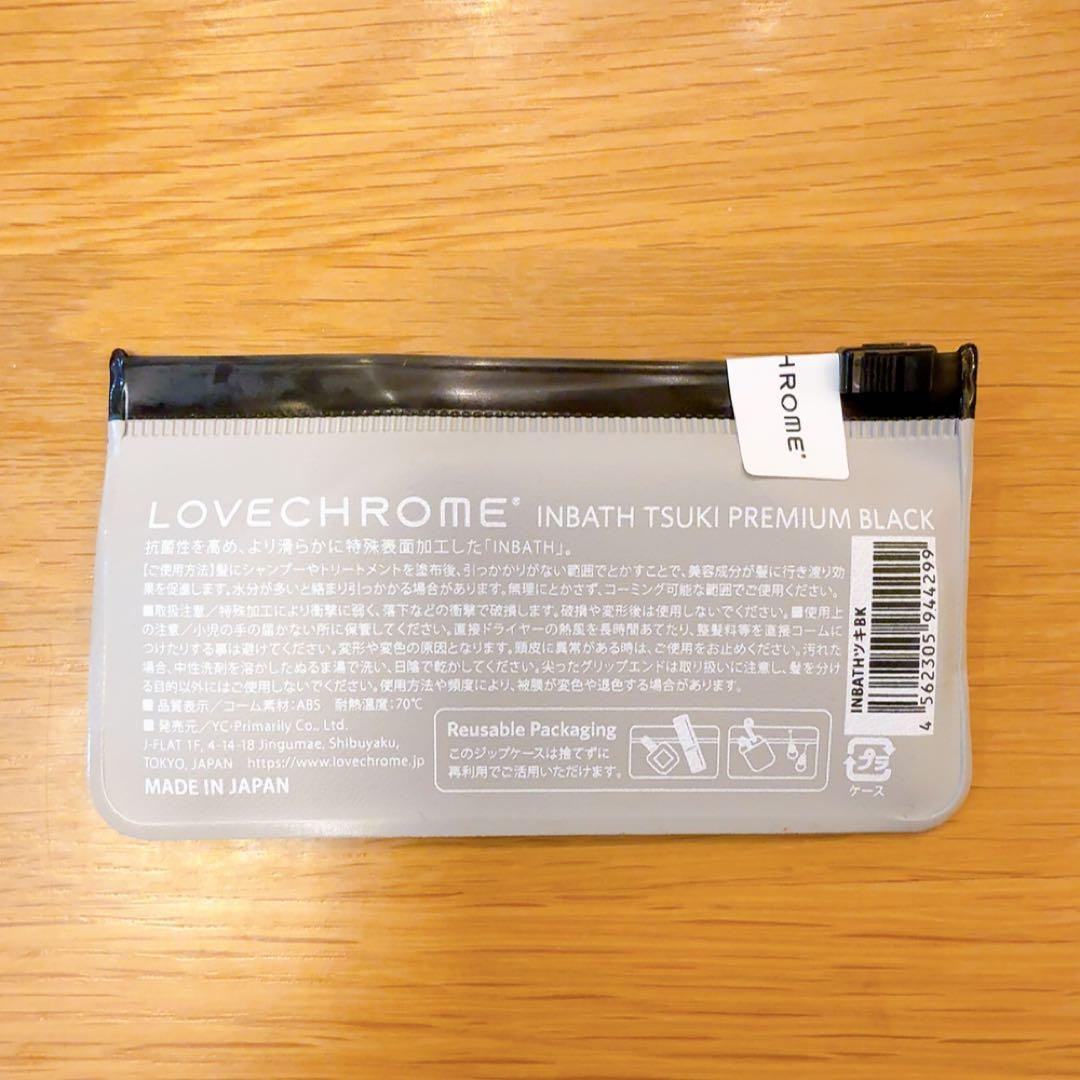 HROME®
LOVECHROME® INBATH TSUKI PREMIUM BLACK
抗菌性を高め、より滑らかに特殊表面加工した「INBATH」。
【ご使用方法】髪にシャンプーやトリートメントを塗布後、引っかかりがない範囲でとかすことで、美容成分が髪に行き渡り効
果を促進します。水分が多いと絡まり引っかかる場合があります。無理にとかさず、コーミング可能な範囲でご使用ください。
■取扱注意／特殊加工により衝撃に弱く、落下などの衝撃で破損します。破損や変形後は使用しないでください。■使用上
の注意／小児の手の届かない所に保管してください。直接ドライヤーの熱風を長時間あてたり、整髪料等を直接コームに
つけたりする事は避けてください。変形や変色の原因となります。頭皮に異常がある時は、ご使用をお止めください。汚れた
場合、中性洗剤を溶かしたぬるま湯で洗い、日陰で乾かしてください。尖ったグリップエンドは取り扱いに注意し、髪を分け
る目的以外にはご使用しないでください。使用方法や頻度により、被膜が変色や退色する場合があります。
■品質表示／コーム素材：ABS 耐熱温度：70℃
■発売元／YC・Primarily Co., Ltd.
J-FLAT 1F, 4-14-18 Jingumae, Shibuyaku,
TOKYO, JAPAN https://www.lovechrome.jp
MADE IN JAPAN
Reusable Packaging
このジップケースは捨てずに
再利用でご活用いただけます。
INBATHツキBK
4 562305 944299
プラ
ケース